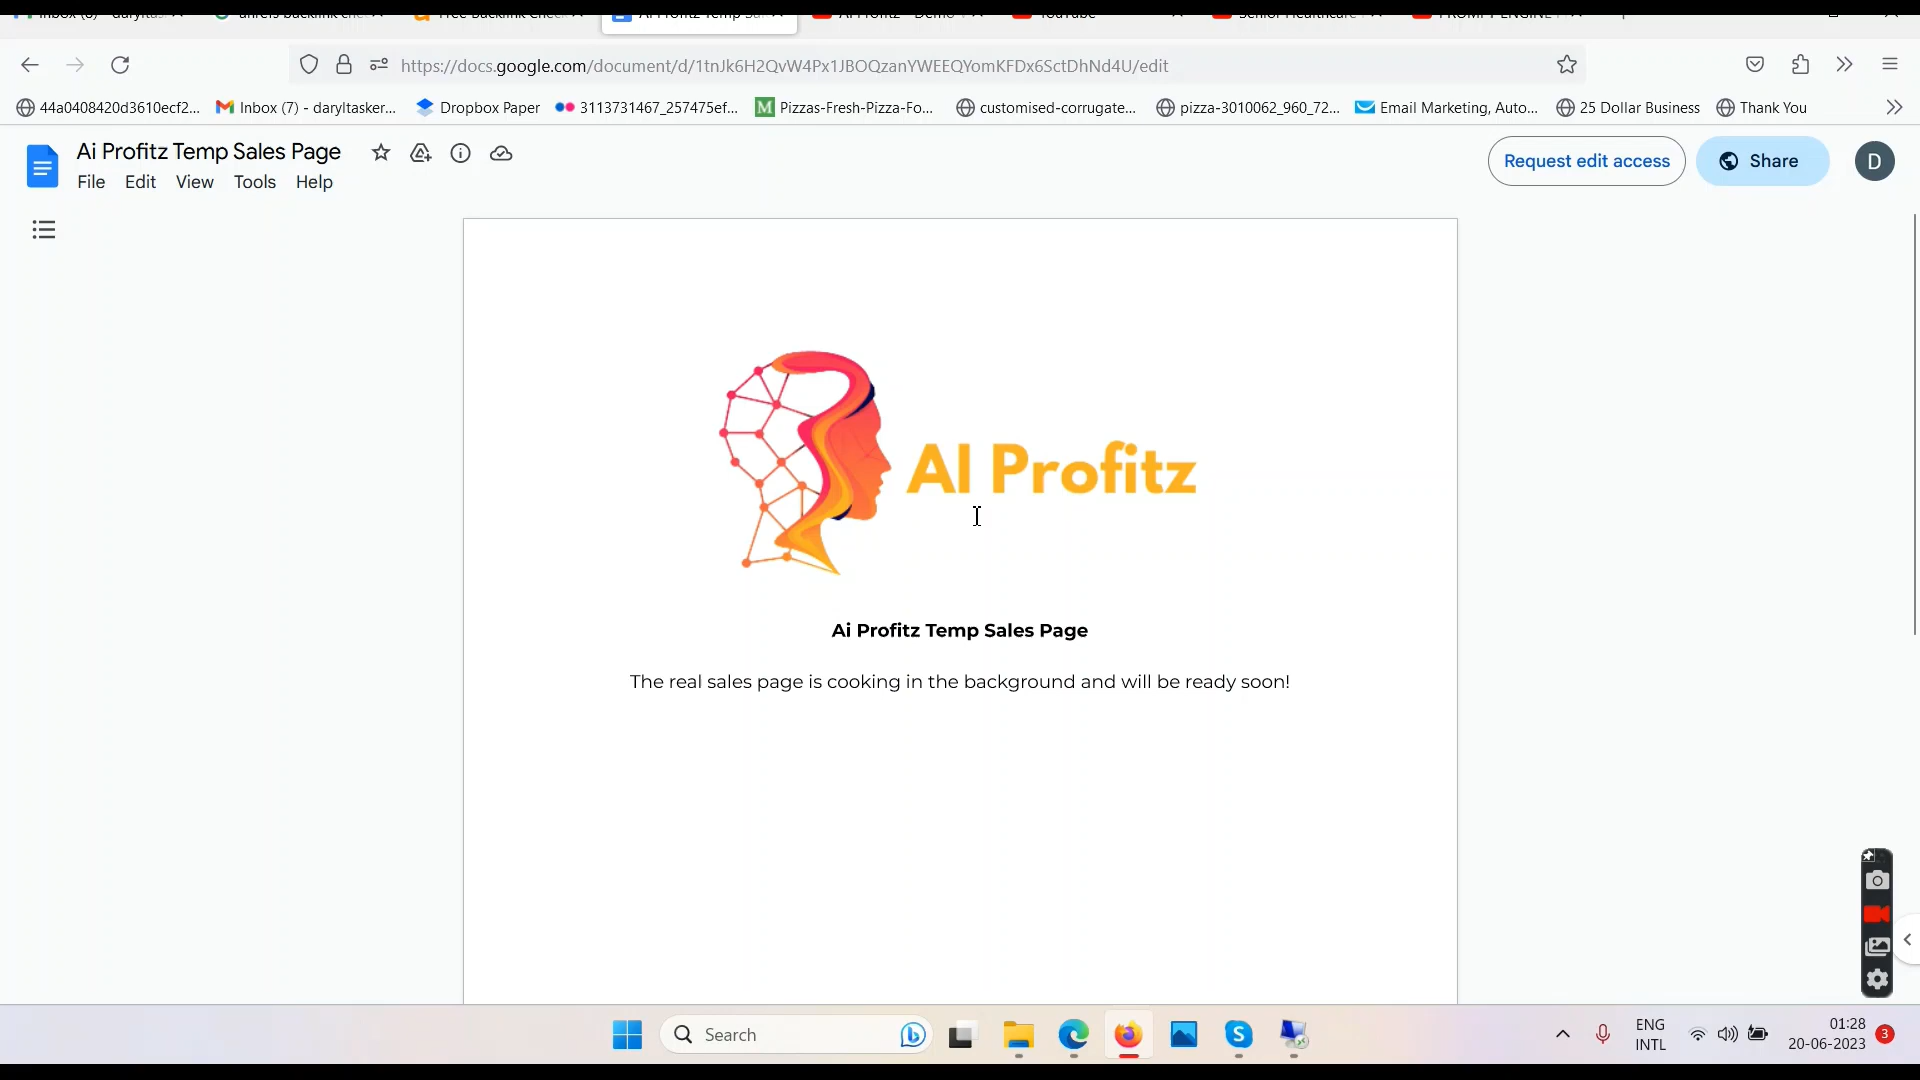 https://docs.google.com/document/d/1tnJk6H2QvW4Px1JBOQzanYWEEQYomKFDx6SctDhNd4U/edit
44a0408420d3610ecf2... Inbox (7) - daryltasker... Dropbox Paper 3113731467_257475ef... Pizzas-Fresh-Pizza-Fo... customised-corrugate... pizza-3010062_960_72... Email Marketing, Auto... 25 Dollar Business Thank You
Ai Profitz Temp Sales Page
Request edit access Share D
File Edit View Tools Help
AI Profitz
Ai Profitz Temp Sales Page
The real sales page is cooking in the background and will be ready soon!
Search
ENG
INTL
01:28
20-06-2023
3